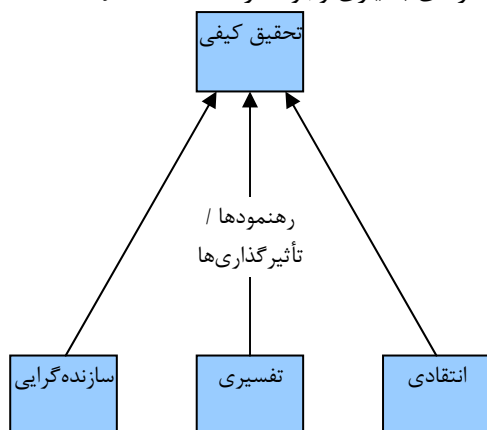 تحقیق کیفی
رهنمودها /
تأثیرگذاری‌ها
انتقادی
تفسیری
سازنده‌گرایی